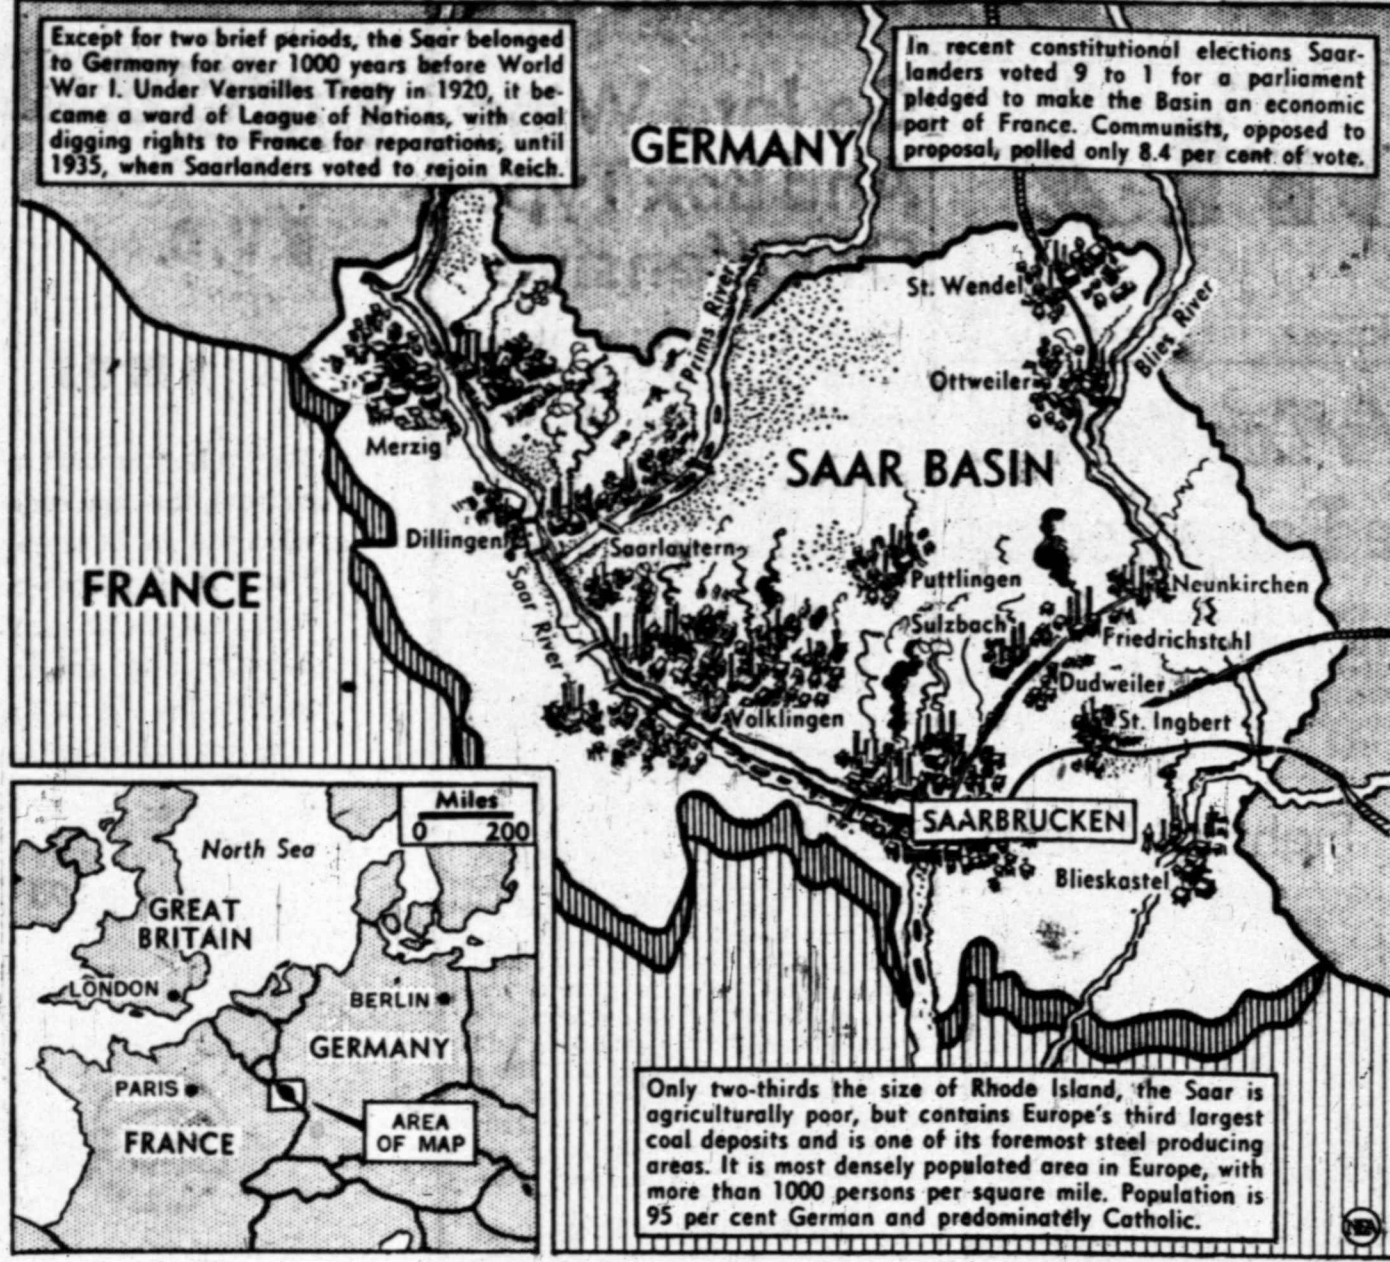 Except for two brief periods, the Saar belonged
to Germany for over 1000 years before World
War I. Under Versailles Treaty in 1920, it be-
came a ward of League of Nations, with coal
digging rights to France for reparations, until
1935, when Saarlanders voted to rejoin Reich.
In recent constitutional elections Saar-
landers voted 9 to 1 for a parliament
pledged to make the Basin an economic
part of France. Communists, opposed to
proposal, polled only 8.4 per cent of vote.
GERMANY
Prims River
St. Wendel
Blies River
Ottweiler
Merzig
SAAR BASIN
Dillingen
Saarlautern
Saar River
FRANCE
Puttlingen
Neunkirchen
Sulzbach
Friedrichstahl
Dudweiler
Volklingen
St. Ingbert
SAARBRUCKEN
Blieskastel
Miles
0 200
North Sea
GREAT
BRITAIN
LONDON
BERLIN
GERMANY
PARIS
FRANCE
AREA
OF MAP
Only two-thirds the size of Rhode Island, the Saar is
agriculturally poor, but contains Europe's third largest
coal deposits and is one of its foremost steel producing
areas. It is most densely populated area in Europe, with
more than 1000 persons per square mile. Population is
95 per cent German and predominately Catholic.
NEA